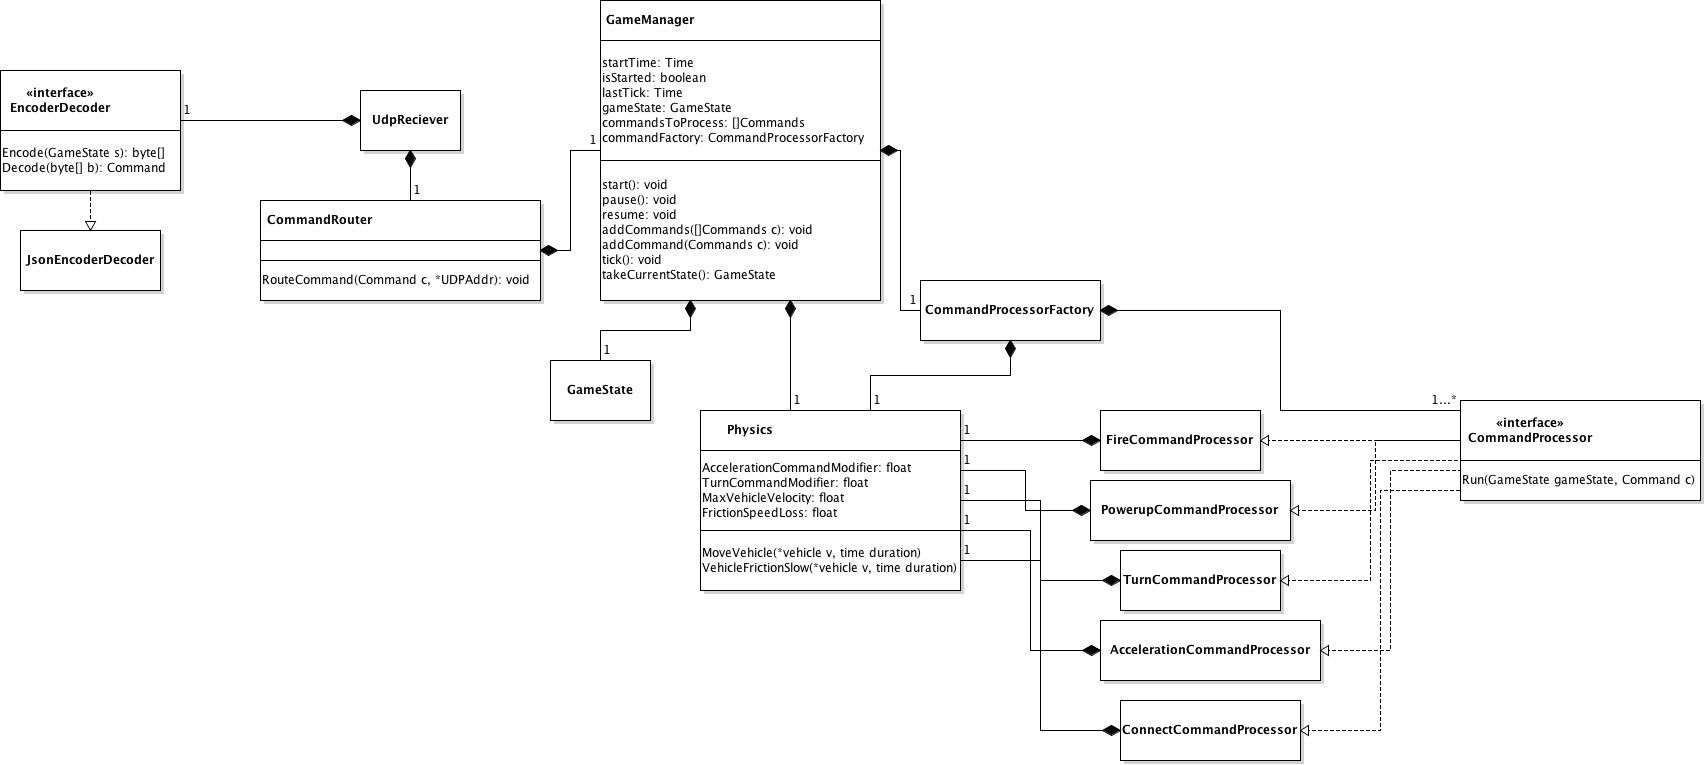 GameManager
startTime: Time
isStarted: boolean
lastTick: Time
gameState: GameState
commandsToProcess: []Commands
commandFactory: CommandProcessorFactory
start(): void
pause(): void
resume: void
addCommands([]Commands c): void
addCommand(Commands c): void
tick(): void
takeCurrentState(): GameState
«interface»
EncoderDecoder
Encode(GameState s): byte[]
Decode(byte[] b): Command
1
UdpReciever
1
1
JsonEncoderDecoder
CommandRouter
RouteCommand(Command c, *UDPAddr): void
1
CommandProcessorFactory
1
GameState
1
1
1...*
Physics
AccelerationCommandModifier: float
TurnCommandModifier: float
MaxVehicleVelocity: float
FrictionSpeedLoss: float
MoveVehicle(*vehicle v, time duration)
VehicleFrictionSlow(*vehicle v, time duration)
1
1
1
1
1
FireCommandProcessor
PowerupCommandProcessor
TurnCommandProcessor
AccelerationCommandProcessor
ConnectCommandProcessor
«interface»
CommandProcessor
Run(GameState gameState, Command c)